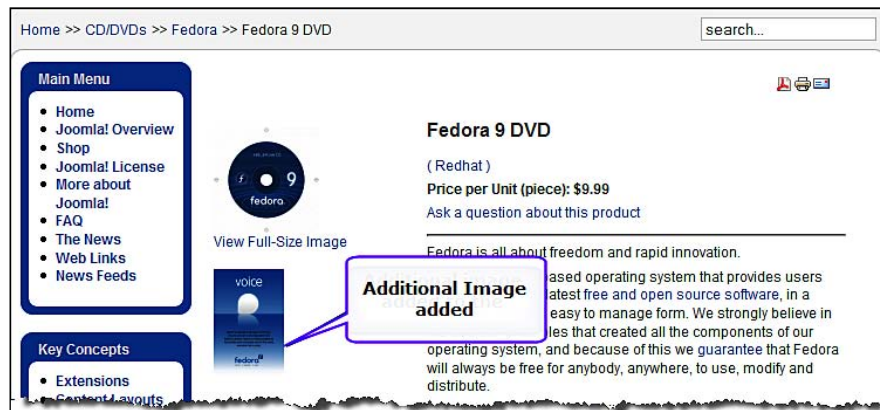 Home >> CD/DVDs >> Fedora >> Fedora 9 DVD
search...
Main Menu
Home
Joomla! Overview
Shop
Joomla! License
More about
Joomla!
FAQ
The News
Web Links
News Feeds
Key Concepts
Extensions
Content Layouts
9
fedora
View Full-Size Image
voice
fedora
Additional Image
added
Fedora 9 DVD
( Redhat )
Price per Unit (piece): $9.99
Ask a question about this product
Fedora is all about freedom and rapid innovation.
ased operating system that provides users
latest free and open source software, in a
easy to manage form. We strongly believe in
les that created all the components of our
operating system, and because of this we guarantee that Fedora
will always be free for anybody, anywhere, to use, modify and
distribute.